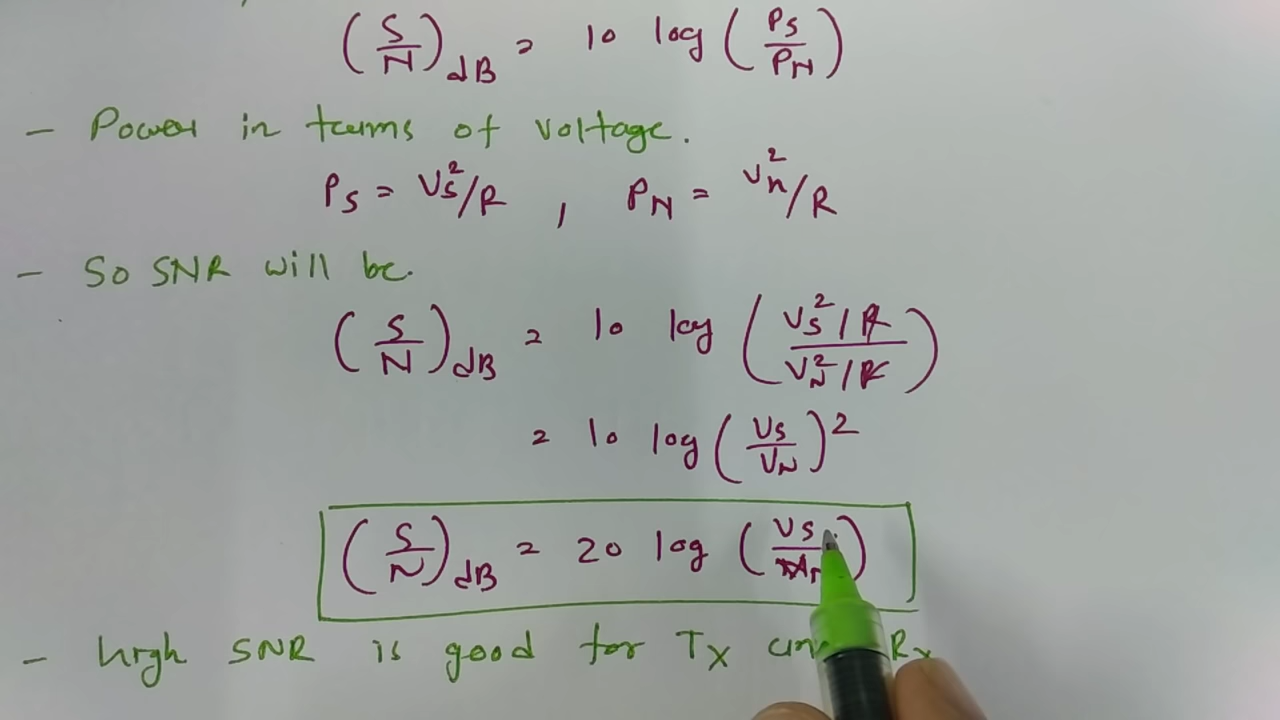 (S/N)dB = 10 log (PS/PN)
- Power in terms of voltage.
PS = VS²/R , PN = Vn²/R
- So SNR will be.
(S/N)dB = 10 log (VS²/R / VN²/R)
= 10 log (VS/VN)²
(S/N)dB = 20 log (VS/
- high SNR is good for TX Rx